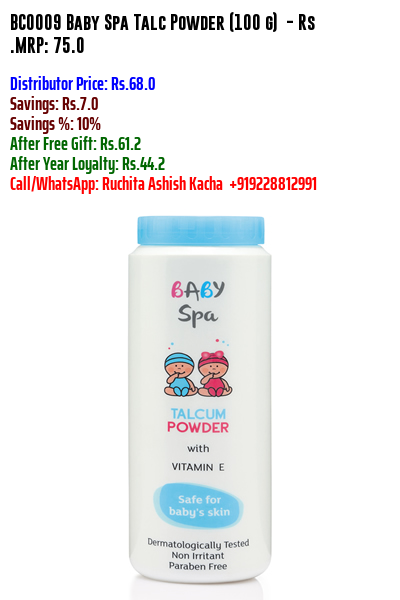 BC0009 Baby Spa Talc Powder (100 g) - Rs
.MRP: 75.0
Distributor Price: Rs.68.0
Savings: Rs.7.0
Savings %: 10%
After Free Gift: Rs.61.2
After Year Loyalty: Rs.44.2
Call/WhatsApp: Ruchita Ashish Kacha +919228812991
BABY
Spa
TALCUM
POWDER
with
VITAMIN E
Safe for
baby's skin
Dermatologically Tested
Non Irritant
Paraben Free